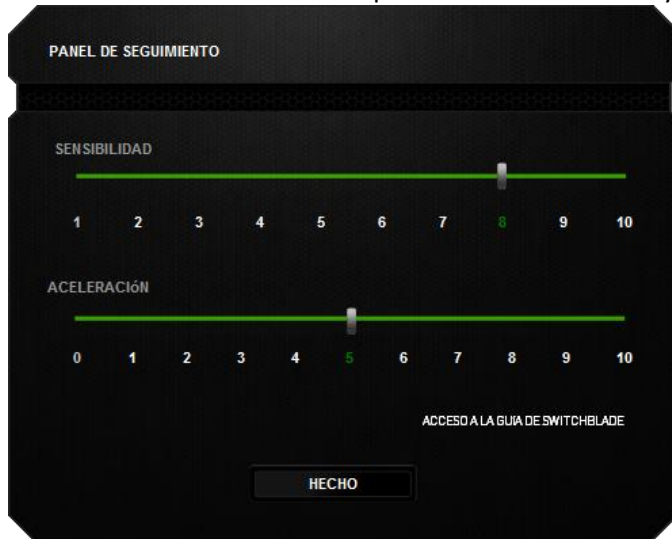 PANEL DE SEGUIMIENTO
SENSIBILIDAD
1 2 3 4 5 6 7 8 9 10
ACELERACIóN
0 1 2 3 4 5 6 7 8 9 10
ACCESO A LA GUIA DE SWITCHBLADE
HECHO